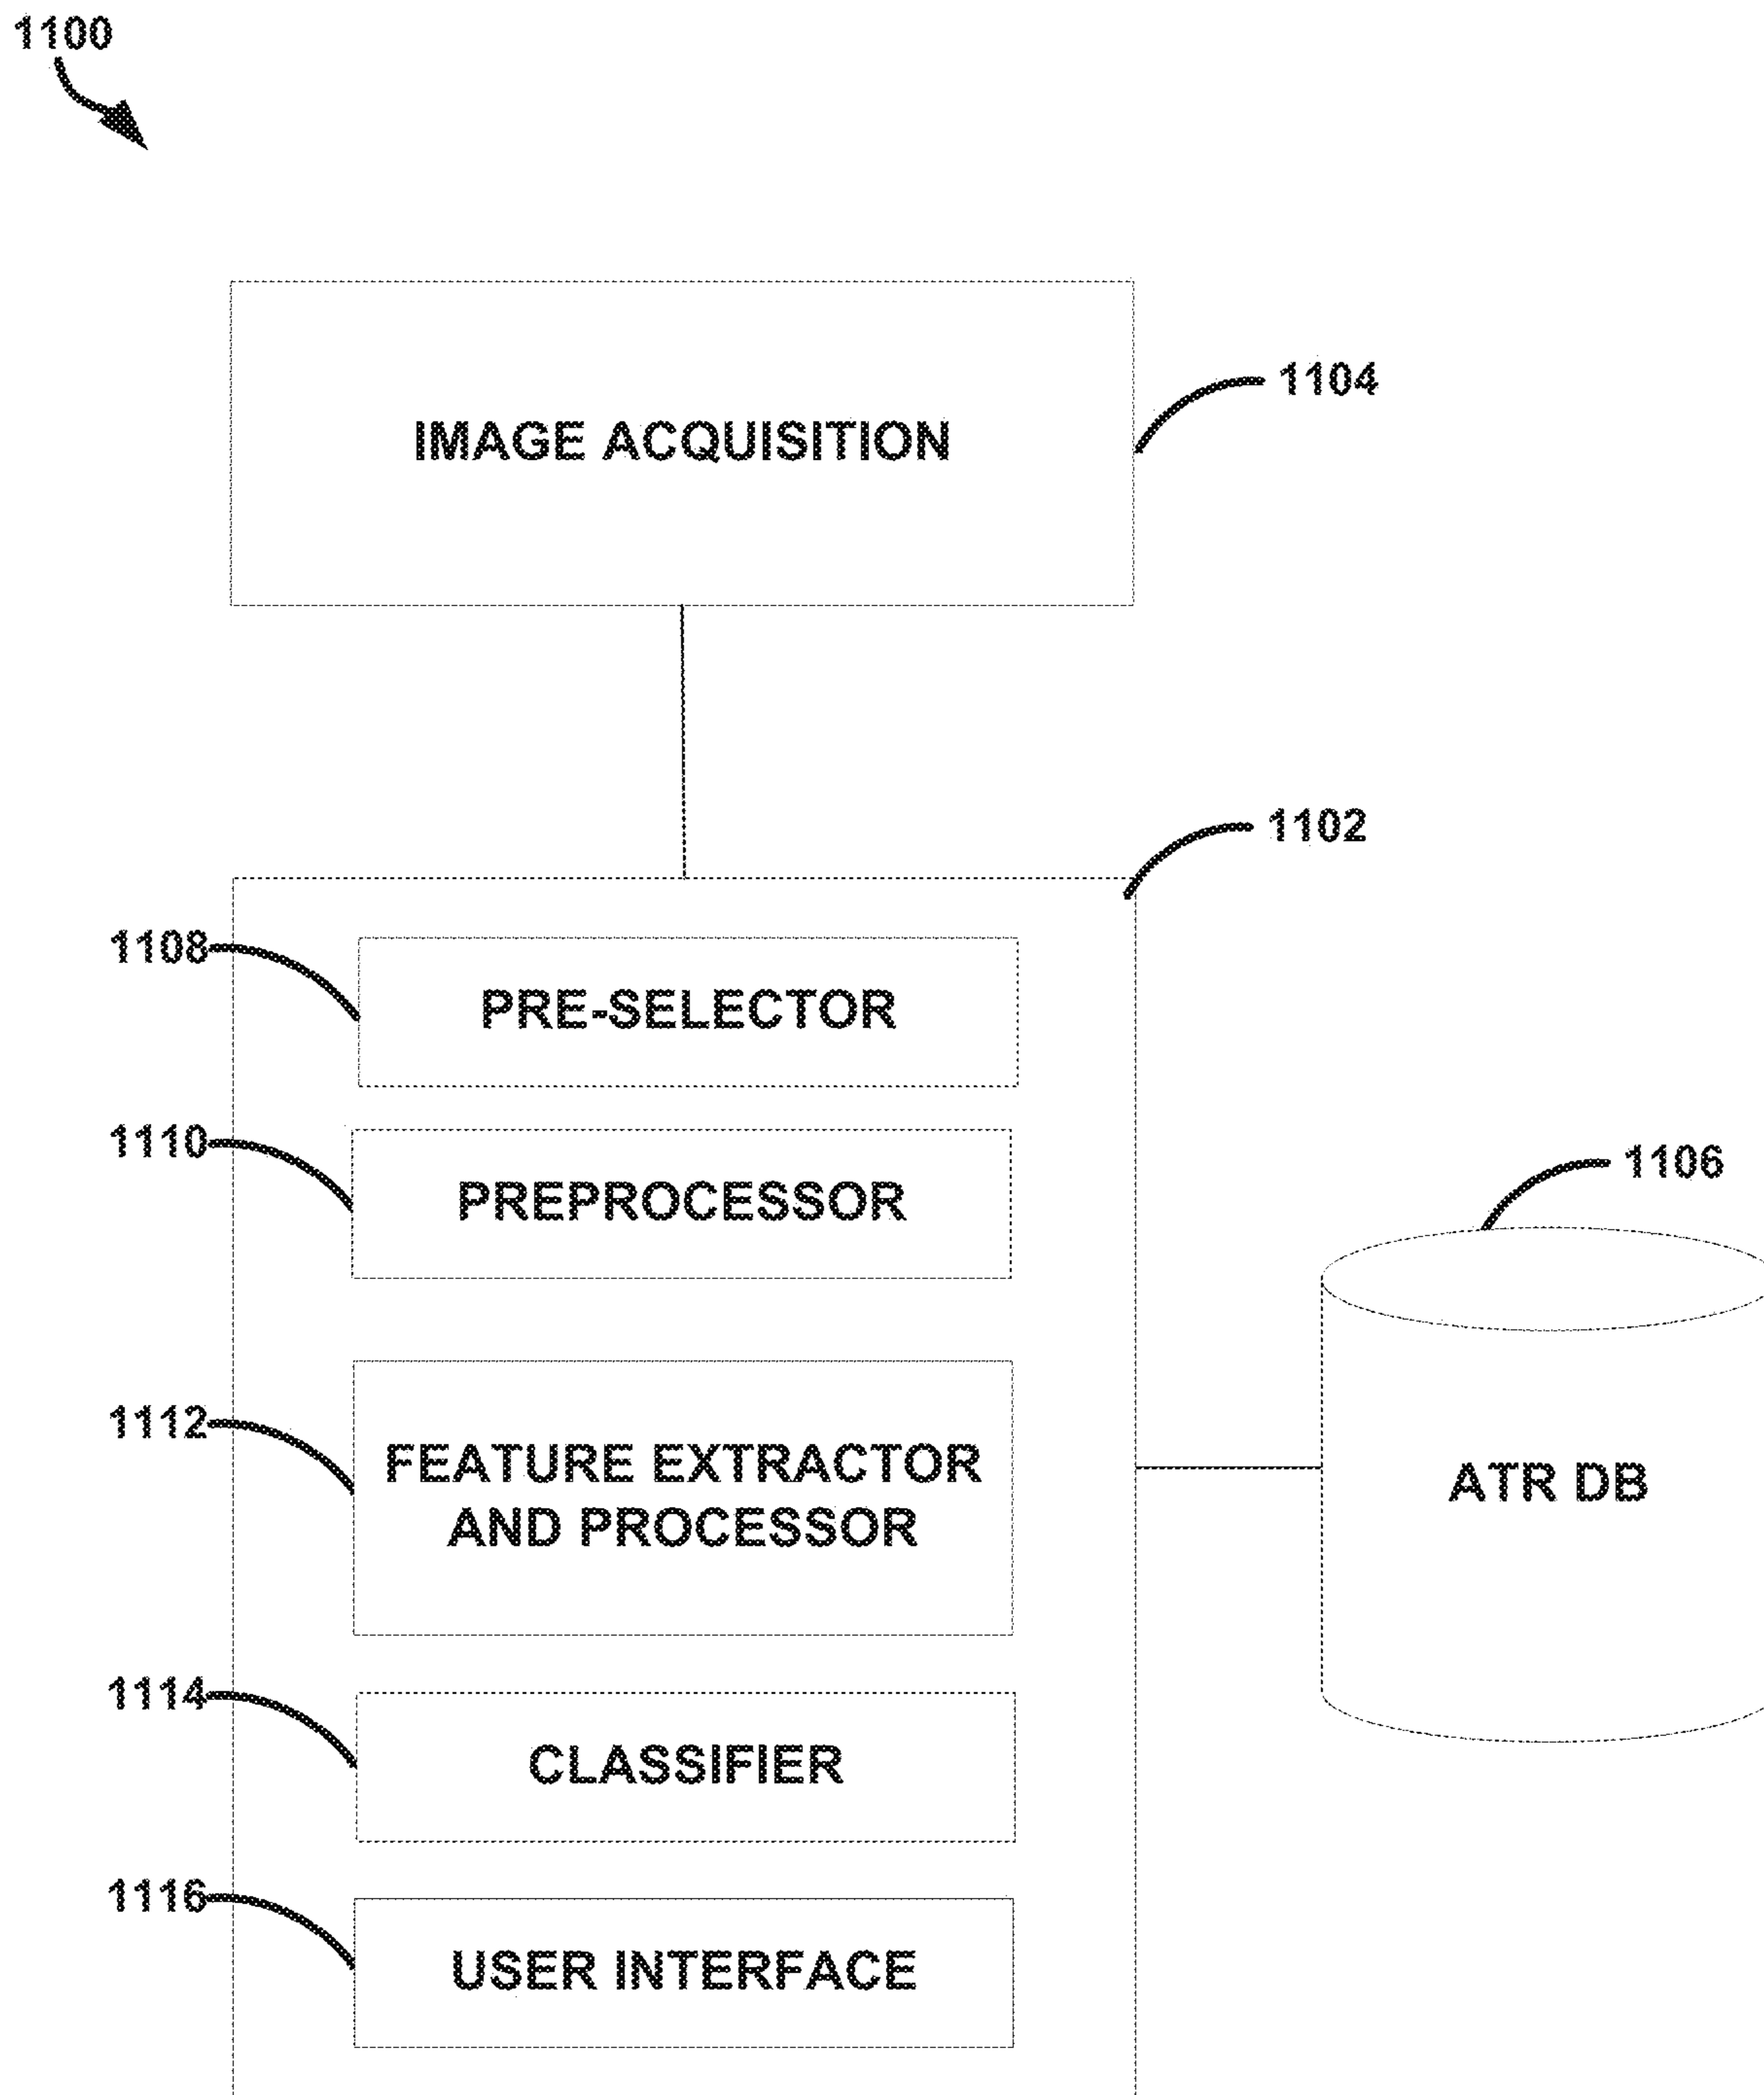 1100
IMAGE ACQUISITION
1104
1102
1108
PRE-SELECTOR
1110
PREPROCESSOR
1106
1112
FEATURE EXTRACTOR
AND PROCESSOR
ATR DB
1114
CLASSIFIER
1116
USER INTERFACE